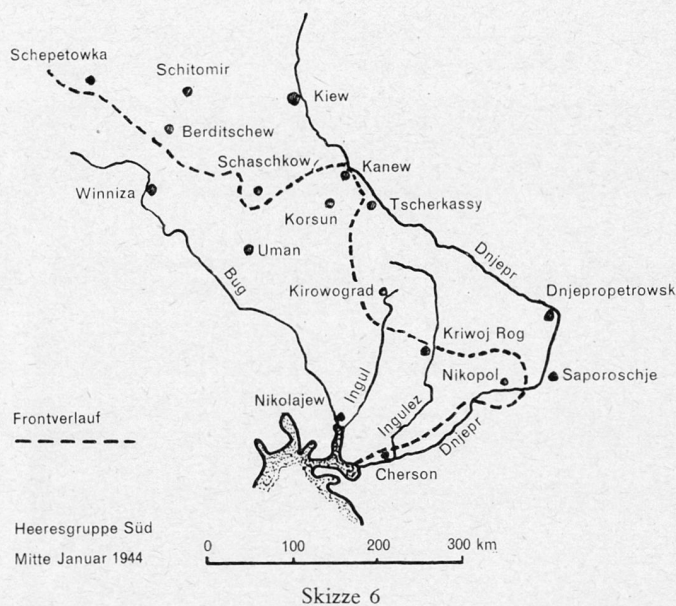 Schepetowka
Schitomir
Kiew
Berditschew
Schaschkow
Kanew
Winniza
Korsun
Tscherkassy
Uman
Dnjepr
Bug
Kirowograd
Dnjepropetrowsk
Kriwoj Rog
Nikopol
Saporoschje
Ingul
Ingulez
Nikolajew
Dnjepr
Frontverlauf
Cherson
Heeresgruppe Süd
Mitte Januar 1944
0 100 200 300 km
Skizze 6